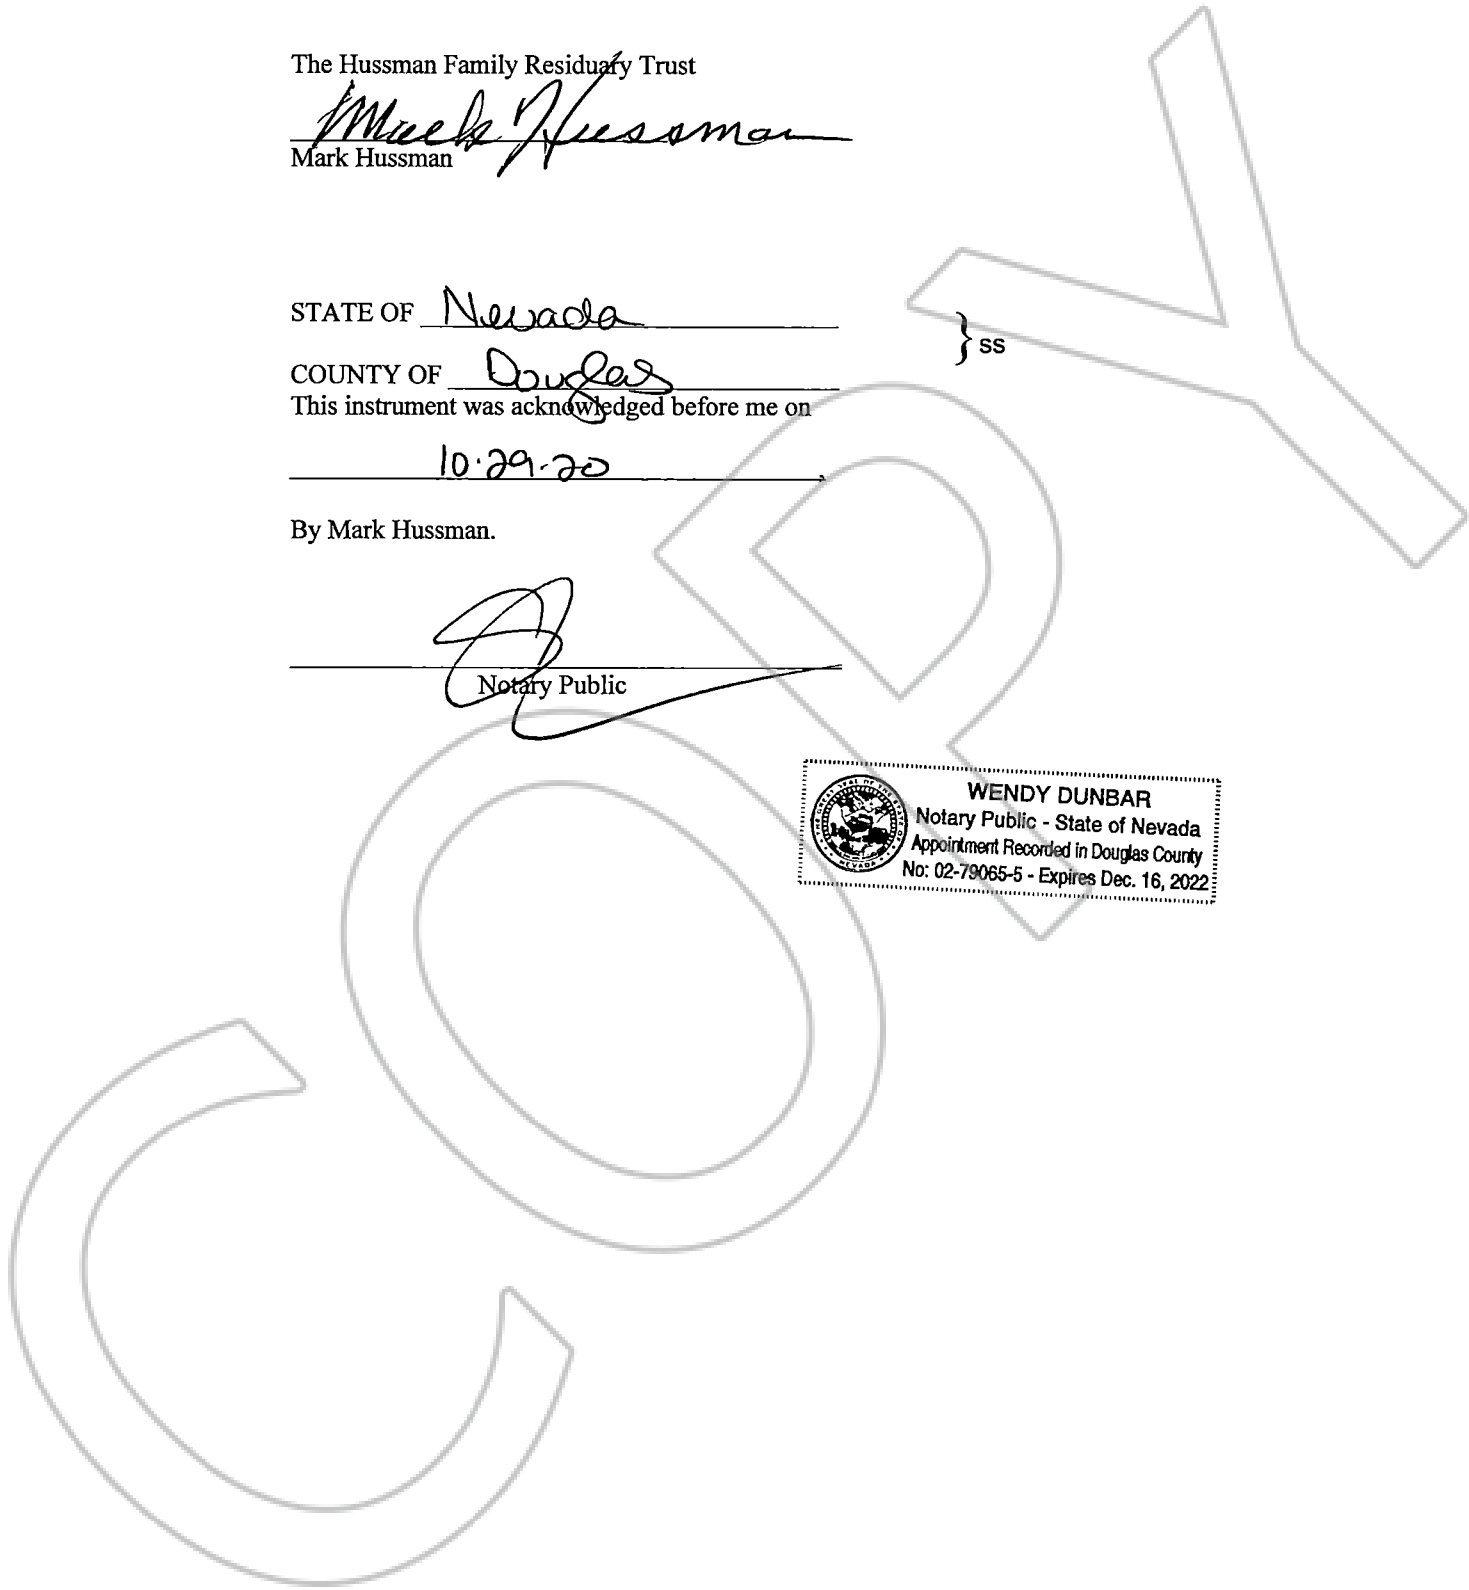 The Hussman Family Residuary Trust
Mark Hussman
Mark Hussman
STATE OF Nevada
} ss
COUNTY OF Douglas
This instrument was acknowledged before me on
10·29-20,
By Mark Hussman.
Notary Public
WENDY DUNBAR
Notary Public - State of Nevada
Appointment Recorded in Douglas County
No: 02-79065-5 - Expires Dec. 16, 2022
COPY